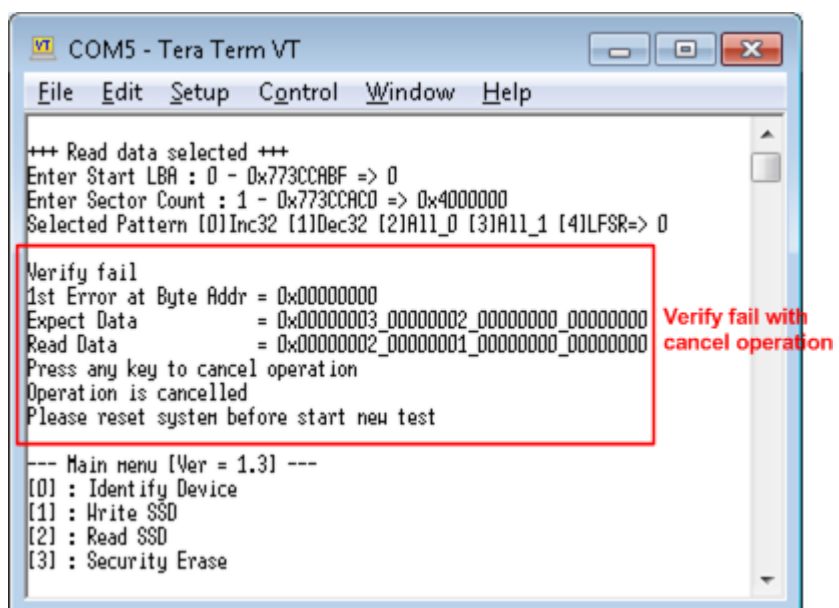 COM5 - Tera Term VT
File Edit Setup Control Window Help
+++ Read data selected +++
Enter Start LBA : 0 - 0x773CCABF => 0
Enter Sector Count : 1 - 0x773CCAC0 => 0x4000000
Selected Pattern [0]Inc32 [1]Dec32 [2]All_0 [3]All_1 [4]LFSR=> 0
Verify fail
1st Error at Byte Addr = 0x00000000
Expect Data = 0x00000003_00000002_00000000_00000000
Read Data = 0x00000002_00000001_00000000_00000000
Press any key to cancel operation
Operation is cancelled
Please reset system before start new test
Verify fail with
cancel operation
--- Main menu [Ver = 1.3] ---
[0] : Identify Device
[1] : Write SSD
[2] : Read SSD
[3] : Security Erase